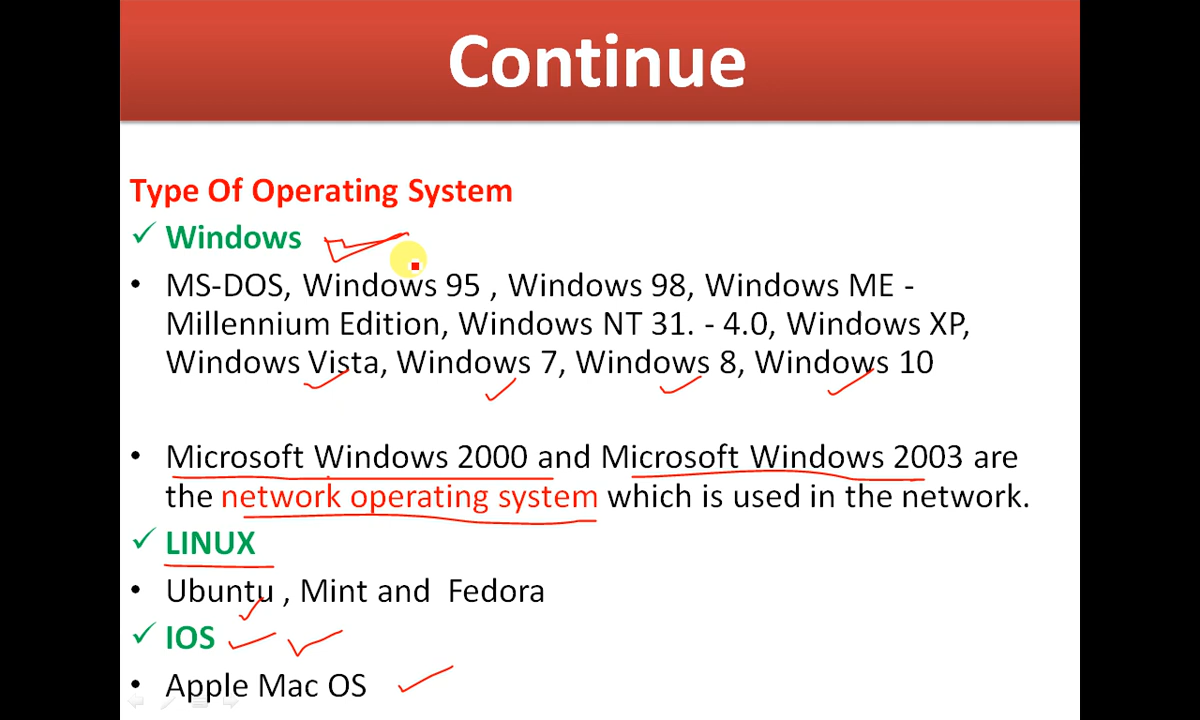 Continue
Type Of Operating System
✓ Windows
• MS-DOS, Windows 95 , Windows 98, Windows ME -
Millennium Edition, Windows NT 31. - 4.0, Windows XP,
Windows Vista, Windows 7, Windows 8, Windows 10
• Microsoft Windows 2000 and Microsoft Windows 2003 are
the network operating system which is used in the network.
✓ LINUX
• Ubuntu , Mint and Fedora
✓ IOS
• Apple Mac OS